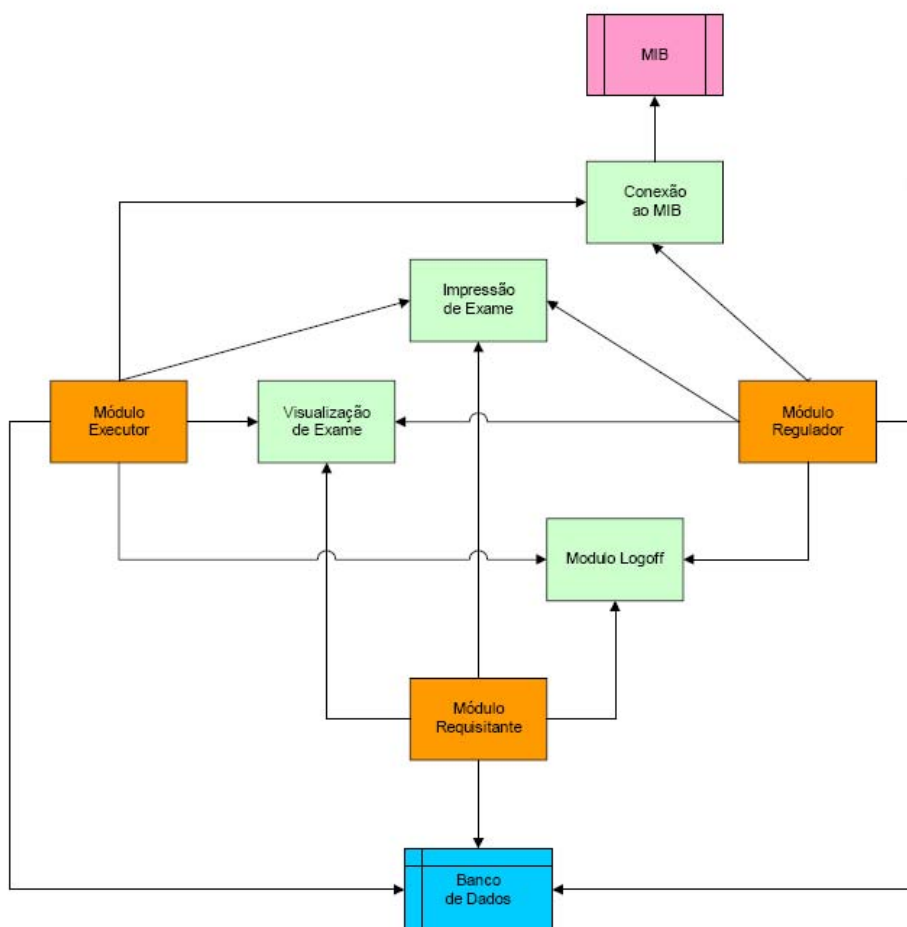 MIB
Conexão
ao MIB
Impressão
de Exame
Módulo
Executor
Visualização
de Exame
Módulo
Regulador
Modulo Logoff
Módulo
Requisitante
Banco
de Dados